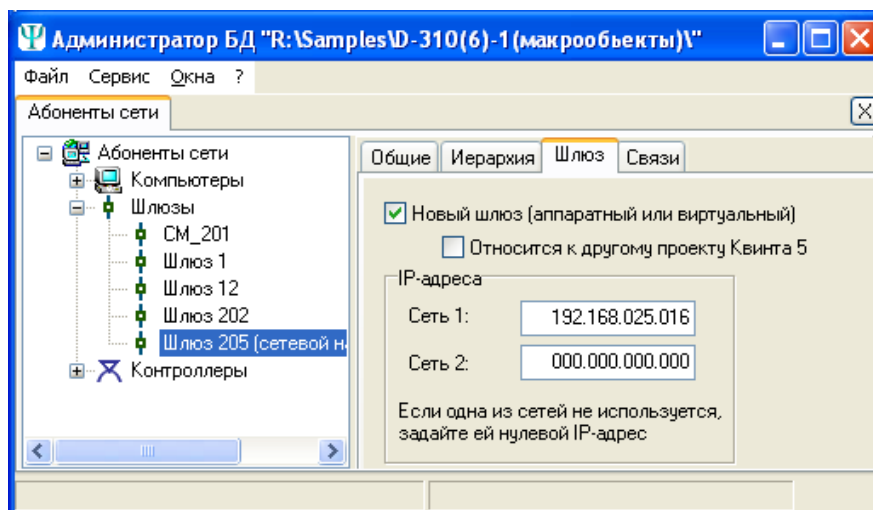 Администратор БД "R:\Samples\D-310(6)-1(макрообьекты)\"
Файл Сервис Окна ?
Абоненты сети
Абоненты сети
Компьютеры
Шлюзы
СМ_201
Шлюз 1
Шлюз 12
Шлюз 202
Шлюз 205 (сетевой на
Контроллеры
Общие Иерархия Шлюз Связи
Новый шлюз (аппаратный или виртуальный)
Относится к другому проекту Квинта 5
IP-адреса
Сеть 1: 192.168.025.016
Сеть 2: 000.000.000.000
Если одна из сетей не используется,
задайте ей нулевой IP-адрес